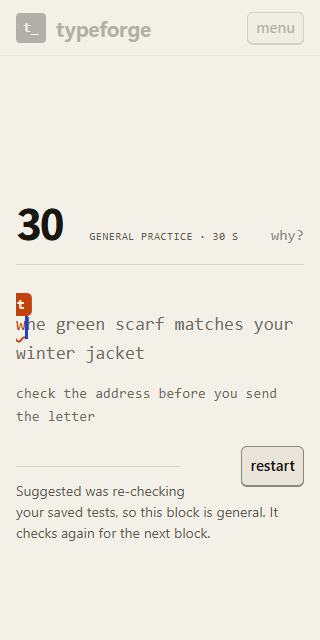 t_ typeforge menu
30 GENERAL PRACTICE · 30 S why?
t
whe green scarf matches your
winter jacket
check the address before you send
the letter
restart
Suggested was re-checking
your saved tests, so this block is general. It
checks again for the next block.